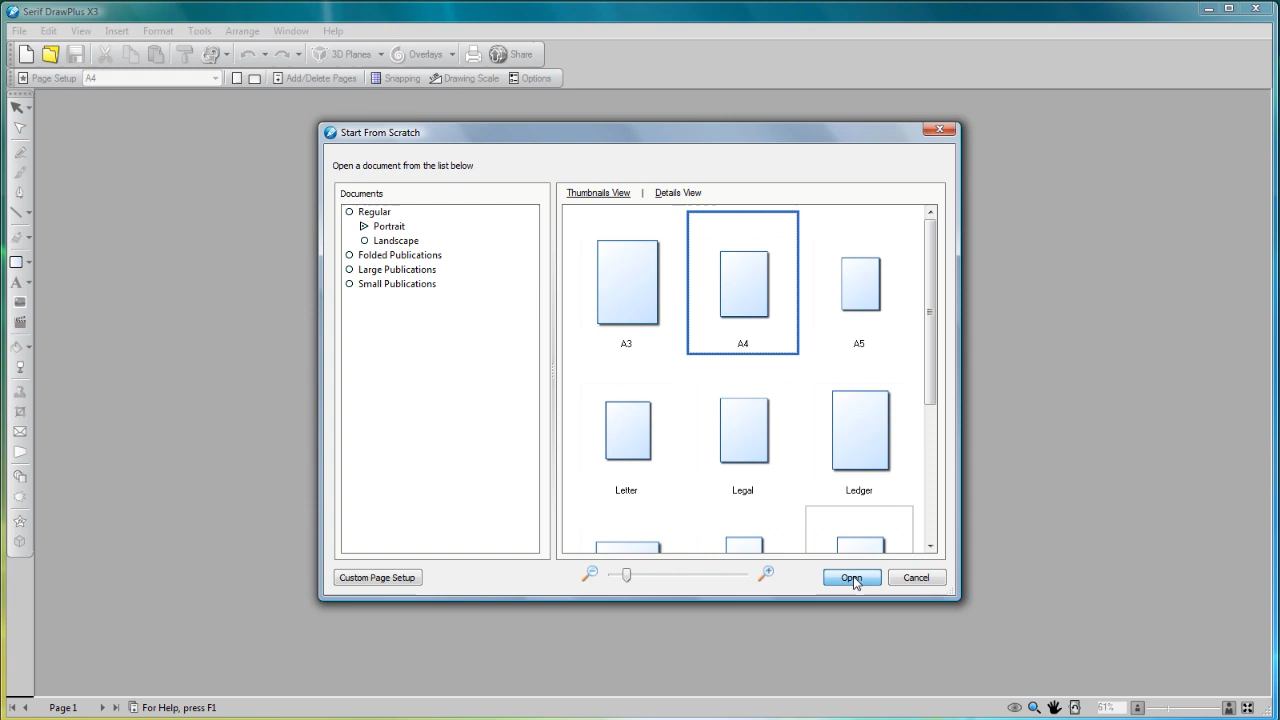 Serif DrawPlus X3
File Edit View Insert Format Tools Arrange Window Help
3D Planes Overlays Share
Page Setup A4 Add/Delete Pages Snapping Drawing Scale Options
Start From Scratch
Open a document from the list below
Documents
Regular
Portrait
Landscape
Folded Publications
Large Publications
Small Publications
Thumbnails View | Details View
A3 A4 A5
Letter Legal Ledger
Custom Page Setup Open Cancel
Page 1 For Help, press F1 61%